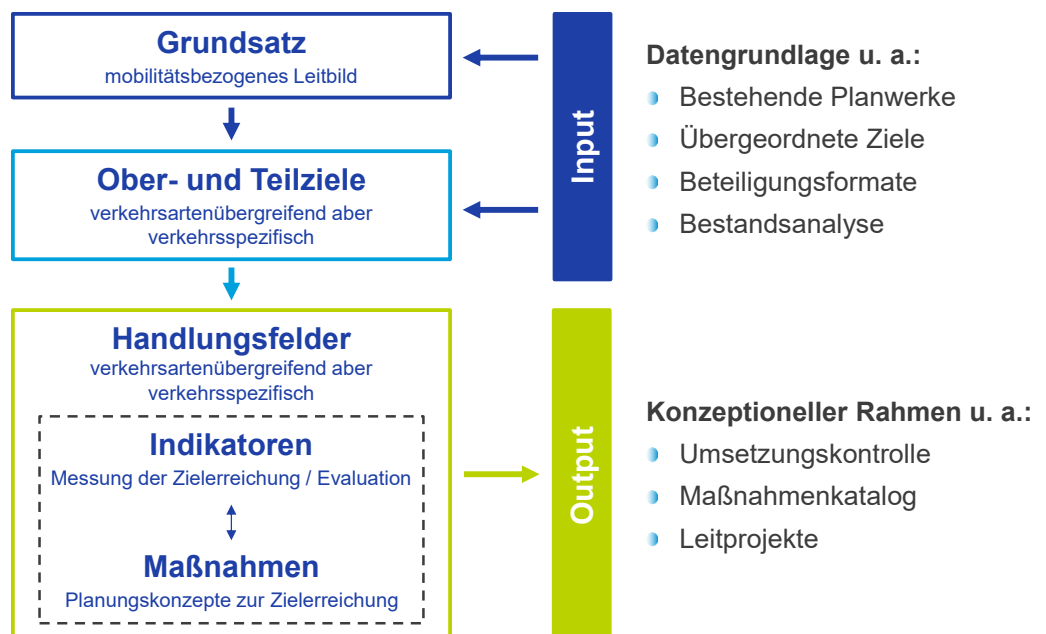 Grundsatz
mobilitätsbezogenes Leitbild
Ober- und Teilziele
verkehrsartenübergreifend aber
verkehrsspezifisch
Handlungsfelder
verkehrsartenübergreifend aber
verkehrsspezifisch
Indikatoren
Messung der Zielerreichung / Evaluation
Maßnahmen
Planungskonzepte zur Zielerreichung
Input
Output
Datengrundlage u. a.:
Bestehende Planwerke
Übergeordnete Ziele
Beteiligungsformate
Bestandsanalyse
Konzeptioneller Rahmen u. a.:
Umsetzungskontrolle
Maßnahmenkatalog
Leitprojekte